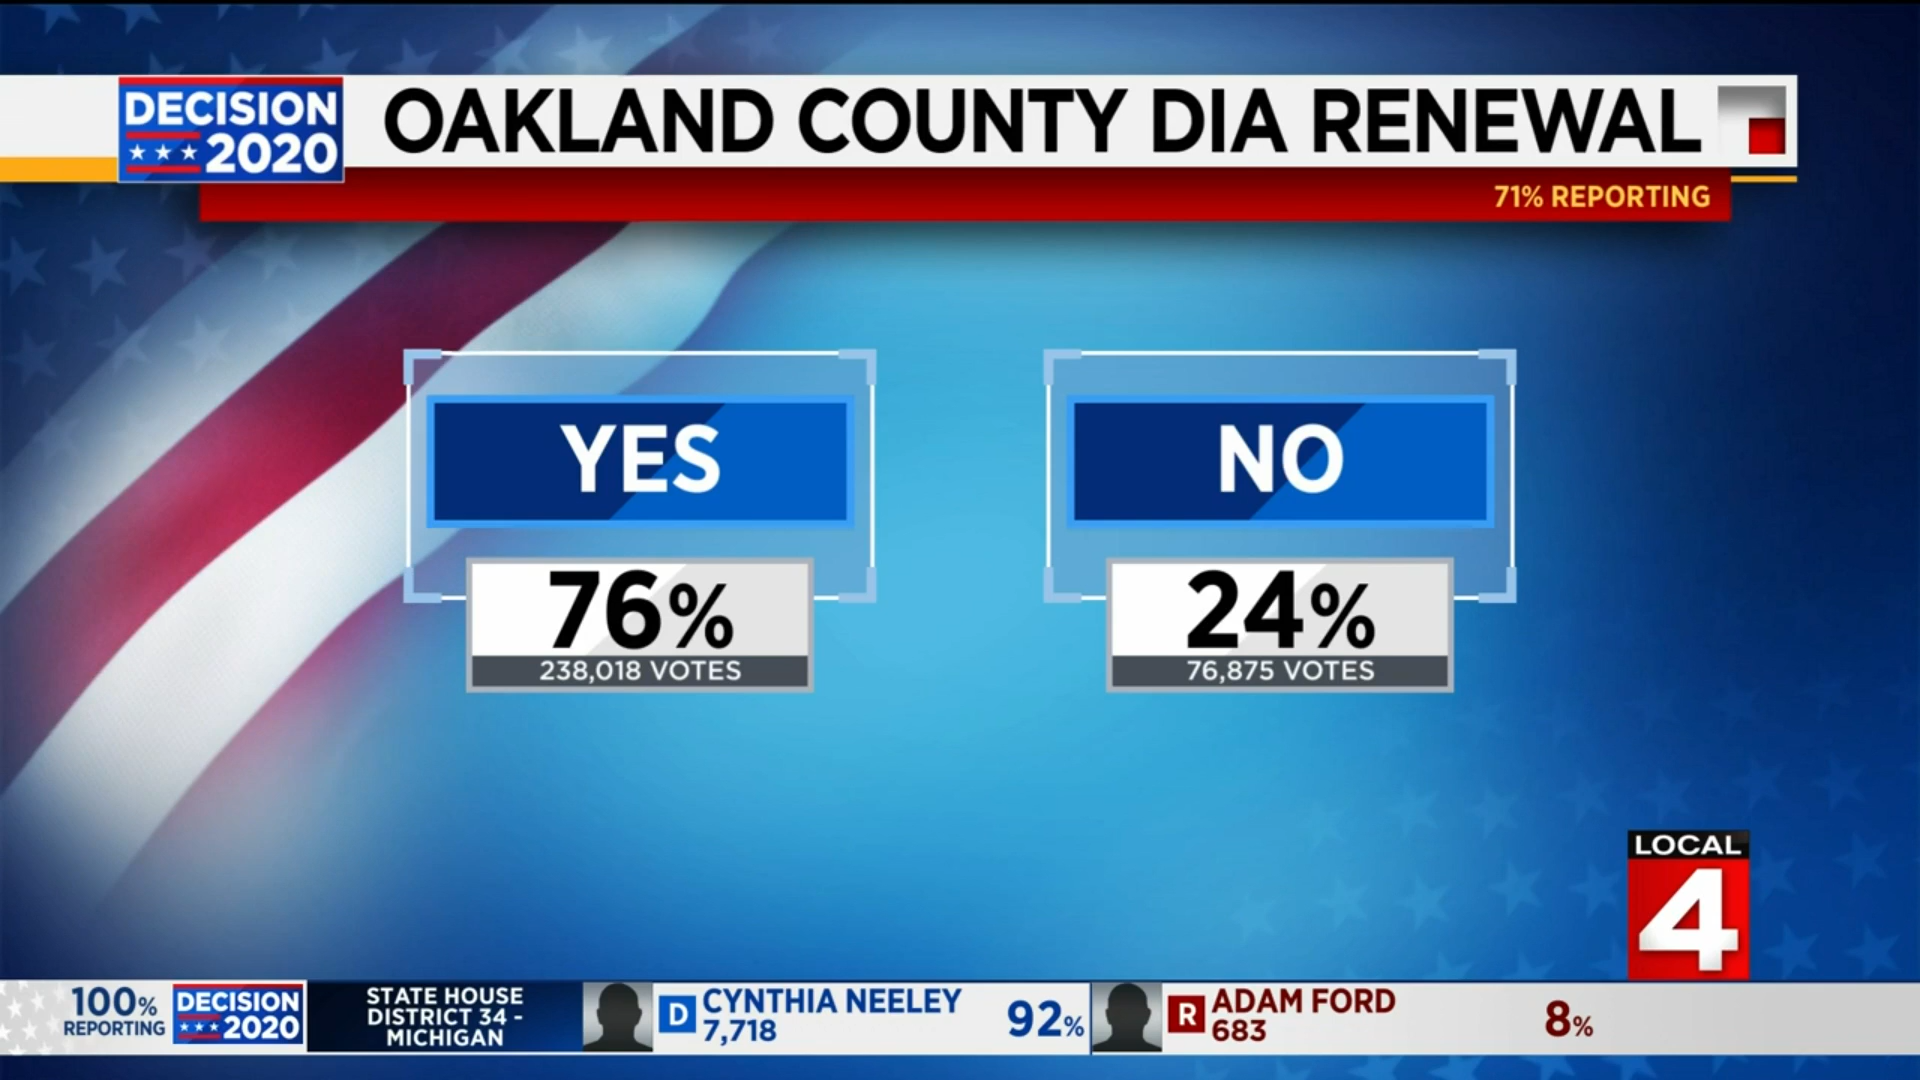 DECISION
2020
OAKLAND COUNTY DIA RENEWAL
71% REPORTING
YES
76%
238,018 VOTES
NO
24%
76,875 VOTES
LOCAL
4
100%
REPORTING
DECISION
2020
STATE HOUSE
DISTRICT 34 -
MICHIGAN
D
CYNTHIA NEELEY
7,718
92%
R
ADAM FORD
683
8%